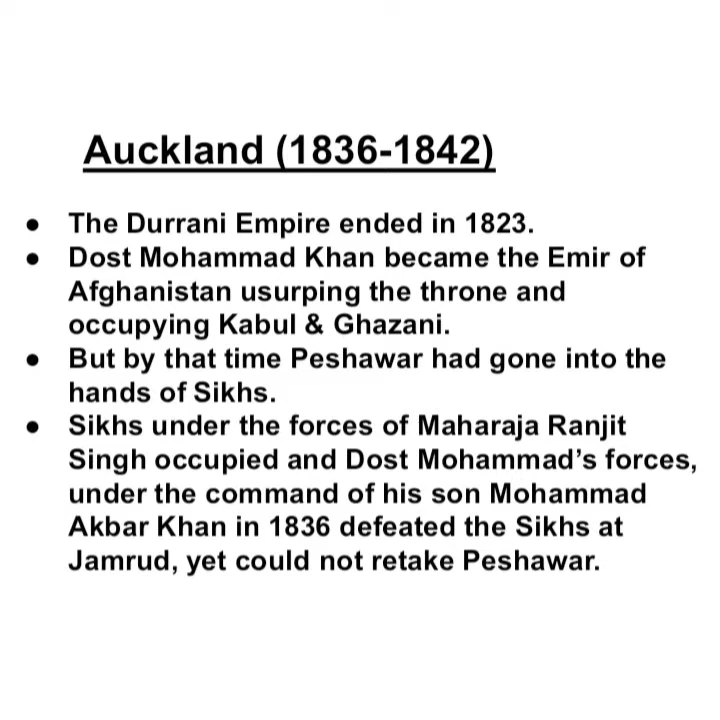 Auckland (1836-1842)
● The Durrani Empire ended in 1823.
● Dost Mohammad Khan became the Emir of
Afghanistan usurping the throne and
occupying Kabul & Ghazani.
● But by that time Peshawar had gone into the
hands of Sikhs.
● Sikhs under the forces of Maharaja Ranjit
Singh occupied and Dost Mohammad’s forces,
under the command of his son Mohammad
Akbar Khan in 1836 defeated the Sikhs at
Jamrud, yet could not retake Peshawar.